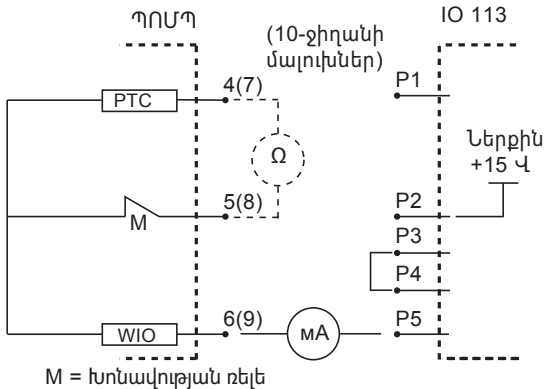 ՊՈՄՊ
IO 113
(10-ջիղանի
մալուխներ)
4(7)
P1
PTC
Ω
Ներքին
+15 Վ
5(8)
P2
M
P3
P4
6(9)
P5
WIO
мА
M = Խոնավության ռելե